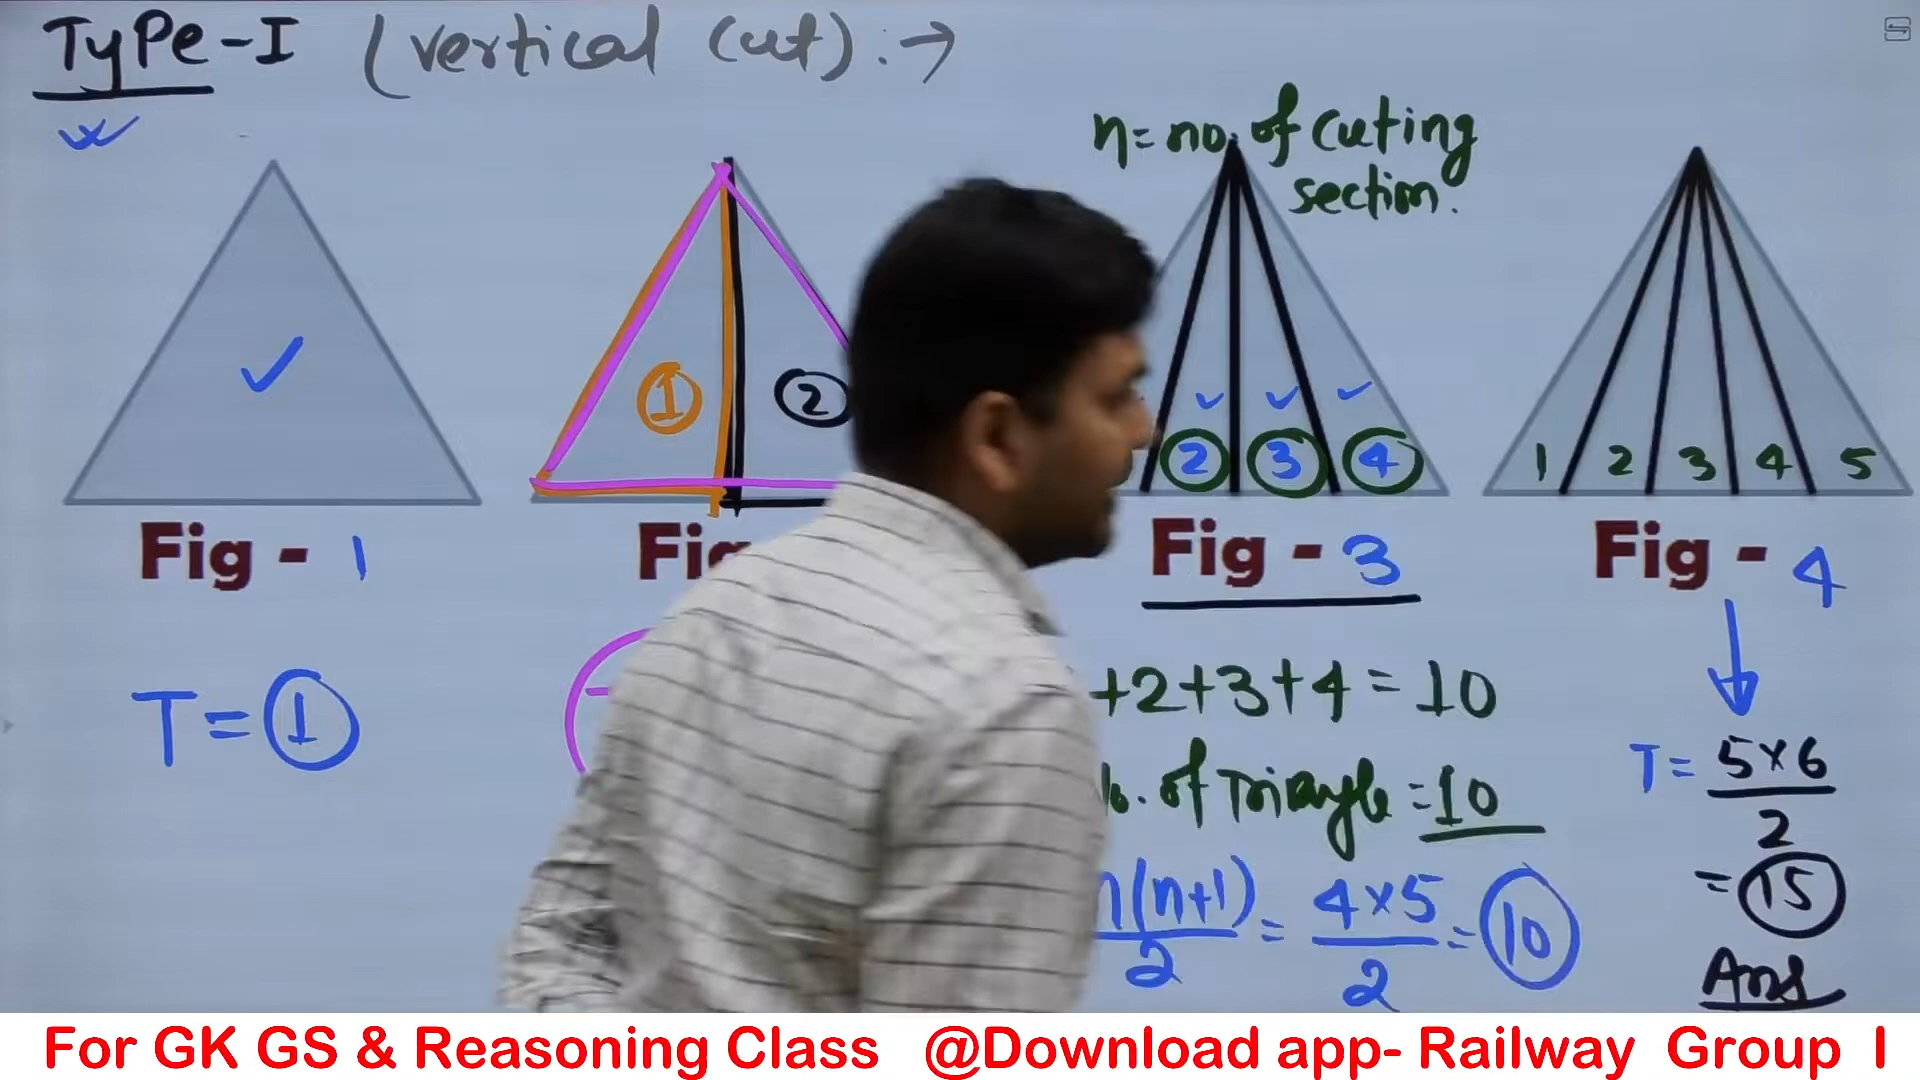 TYPe-I (vertical cut):→
n=no. of cuting
section.
1 2
2 3 4
1 2 3 4 5
Fig - 1
Fig - 3
Fig - 4
T=1
+2+3+4=10
of Triangle=10
n(n+1)/2 = 4×5/2 = 10
T= 5×6/2
=15
Ans
For GK GS & Reasoning Class @Download app- Railway Group I